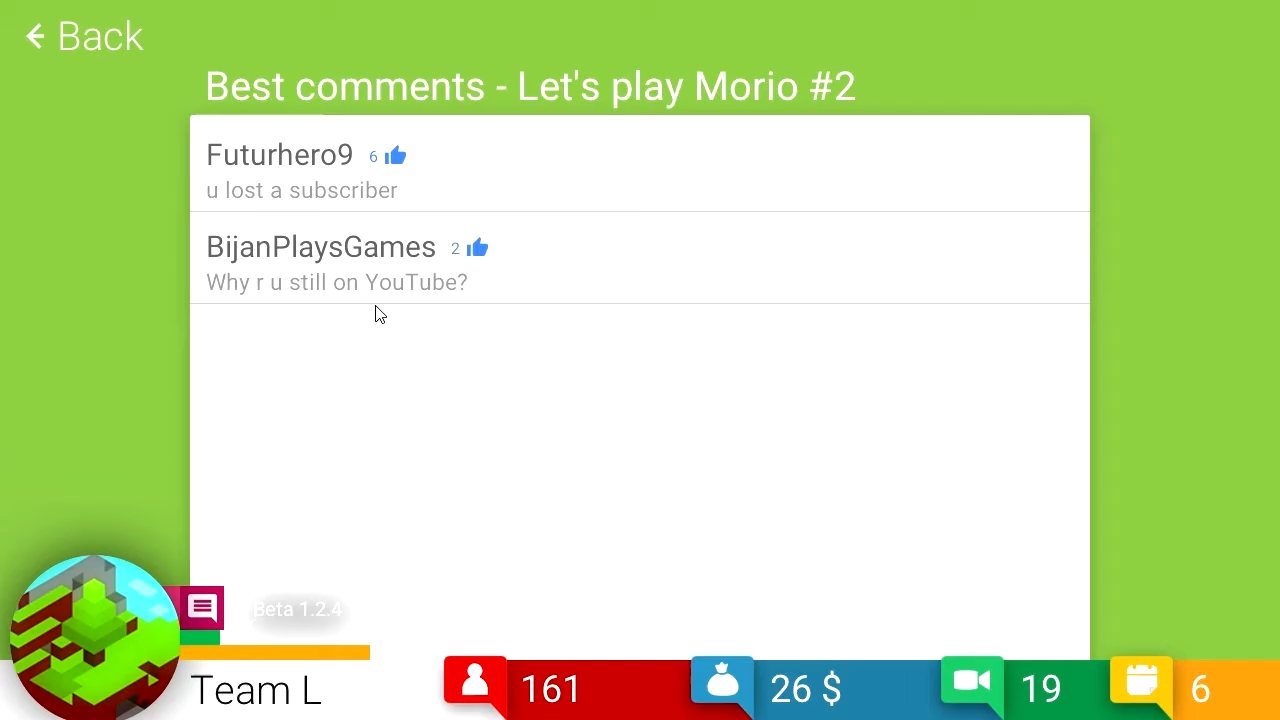 Back
Best comments - Let's play Morio #2
Futurhero9 6
u lost a subscriber
BijanPlaysGames 2
Why r u still on YouTube?
Beta 1.2.4
Team L
161
26 $
19
6